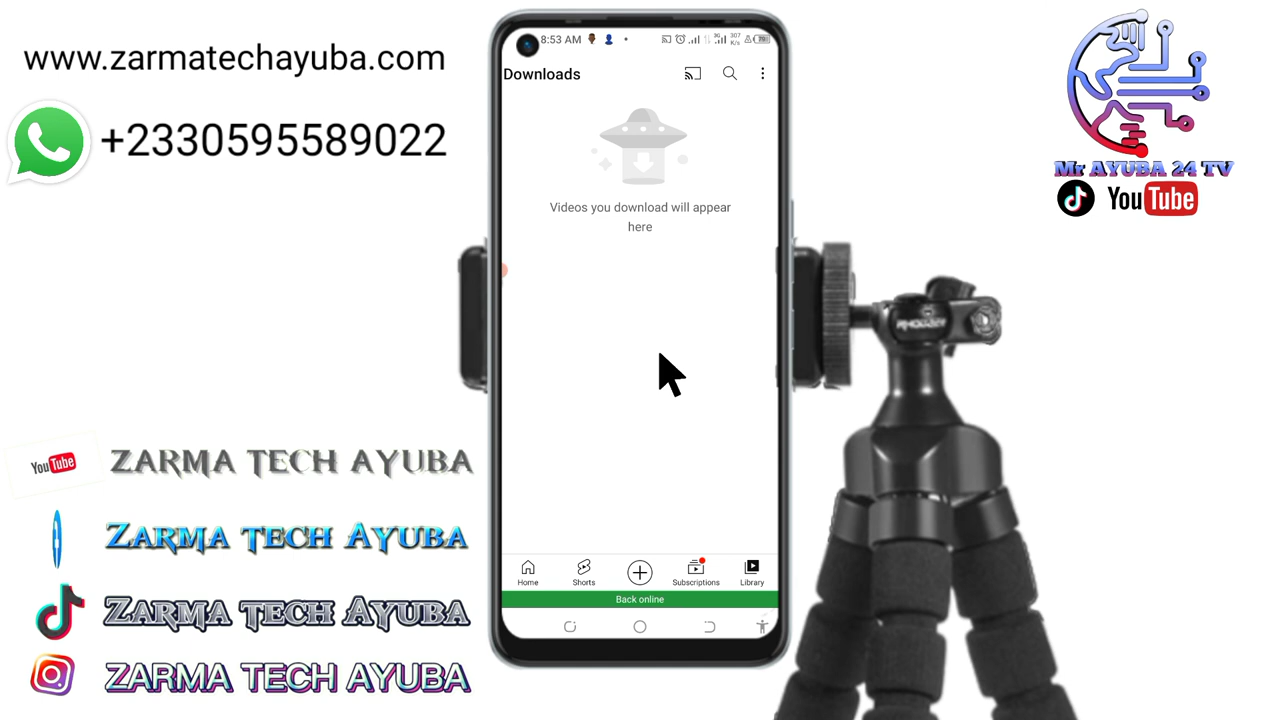 www.zarmatechayuba.com
+2330595589022
YouTube
ZARMA TECH AYUBA
Zarma tech Ayuba
Zarma tech Ayuba
ZARMA TECH AYUBA
8:53 AM
3G
307
K/s
Downloads
Videos you download will appear
here
Home
Shorts
Subscriptions
Library
Back online
Mr AYUBA 24 TV
YouTube